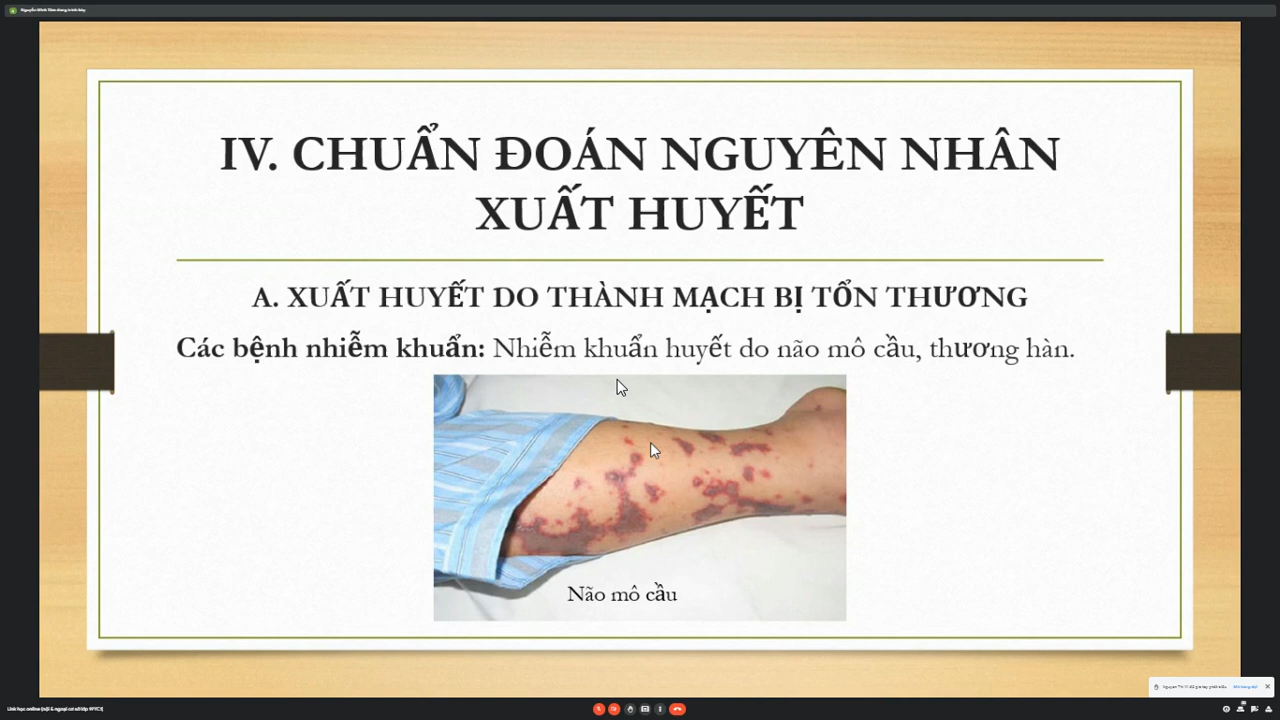 IV. CHUẨN ĐOÁN NGUYÊN NHÂN
XUẤT HUYẾT
A. XUẤT HUYẾT DO THÀNH MẠCH BỊ TỔN THƯƠNG
Các bệnh nhiễm khuẩn: Nhiễm khuẩn huyết do não mô cầu, thương hàn.
Não mô cầu